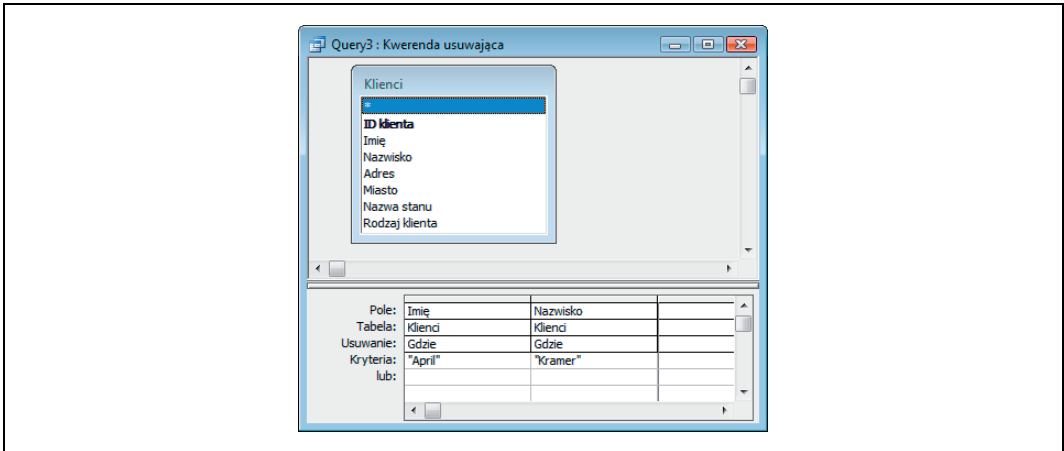 Query3 : Kwerenda usuwająca
Klienci
*
ID klienta
Imię
Nazwisko
Adres
Miasto
Nazwa stanu
Rodzaj klienta
Pole: Imię Nazwisko
Tabela: Klienci Klienci
Usuwanie: Gdzie Gdzie
Kryteria: "April" "Kramer"
lub: